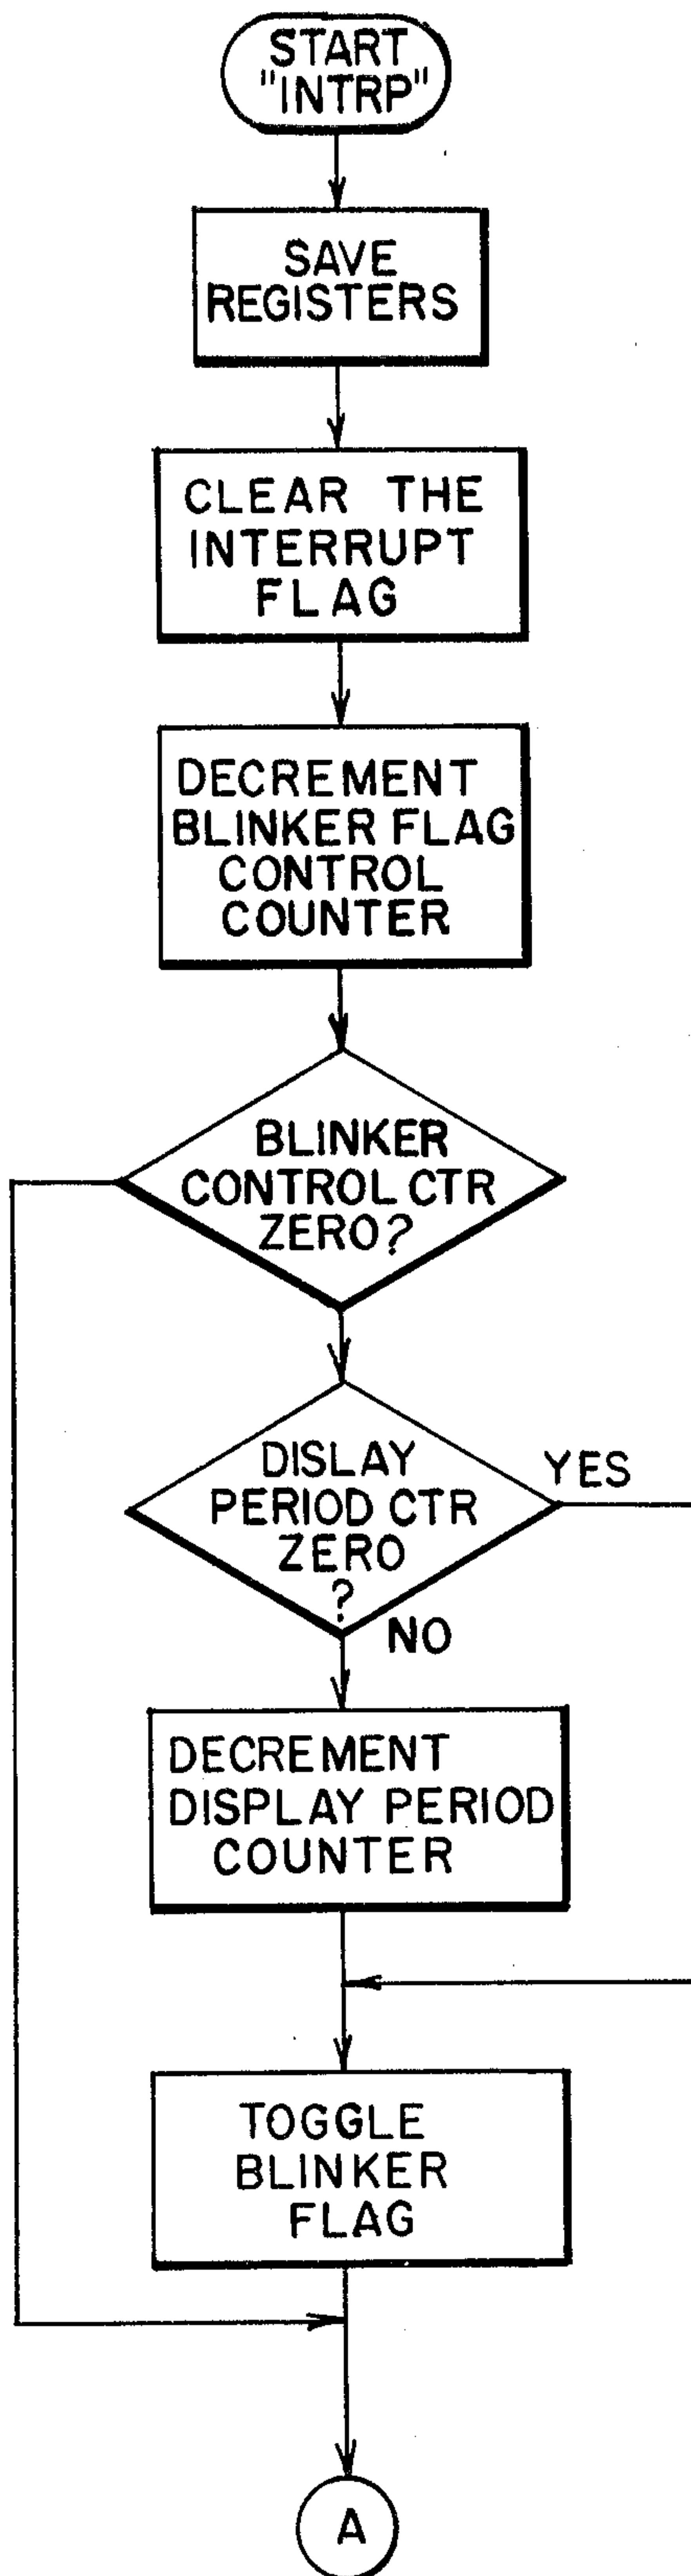 START
"INTRP"
SAVE
REGISTERS
CLEAR THE
INTERRUPT
FLAG
DECREMENT
BLINKER FLAG
CONTROL
COUNTER
BLINKER
CONTROL CTR
ZERO?
DISLAY
PERIOD CTR
ZERO
?
YES
NO
DECREMENT
DISPLAY PERIOD
COUNTER
TOGGLE
BLINKER
FLAG
A